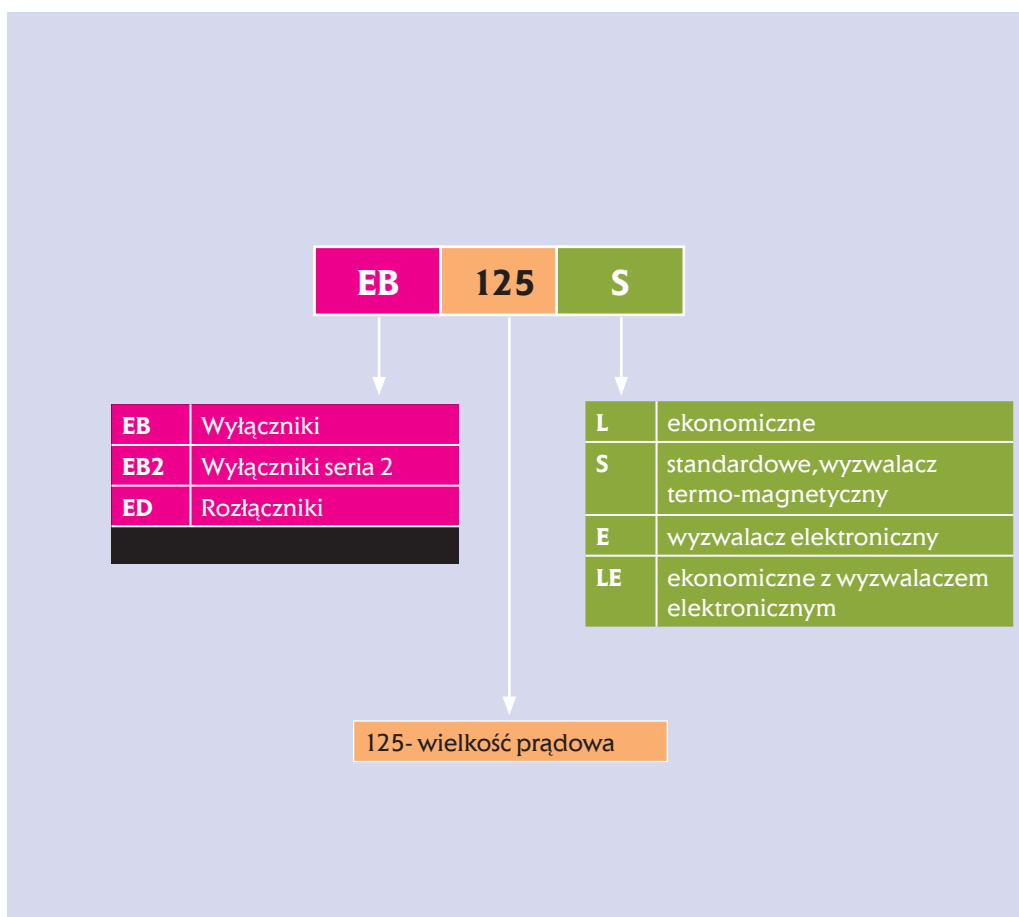 EB 125 S
EB Wyłączniki
EB2 Wyłączniki seria 2
ED Rozłączniki
L ekonomiczne
S standardowe,wyzwalacz
termo-magnetyczny
E wyzwalacz elektroniczny
LE ekonomiczne z wyzwalaczem
elektronicznym
125- wielkość prądowa